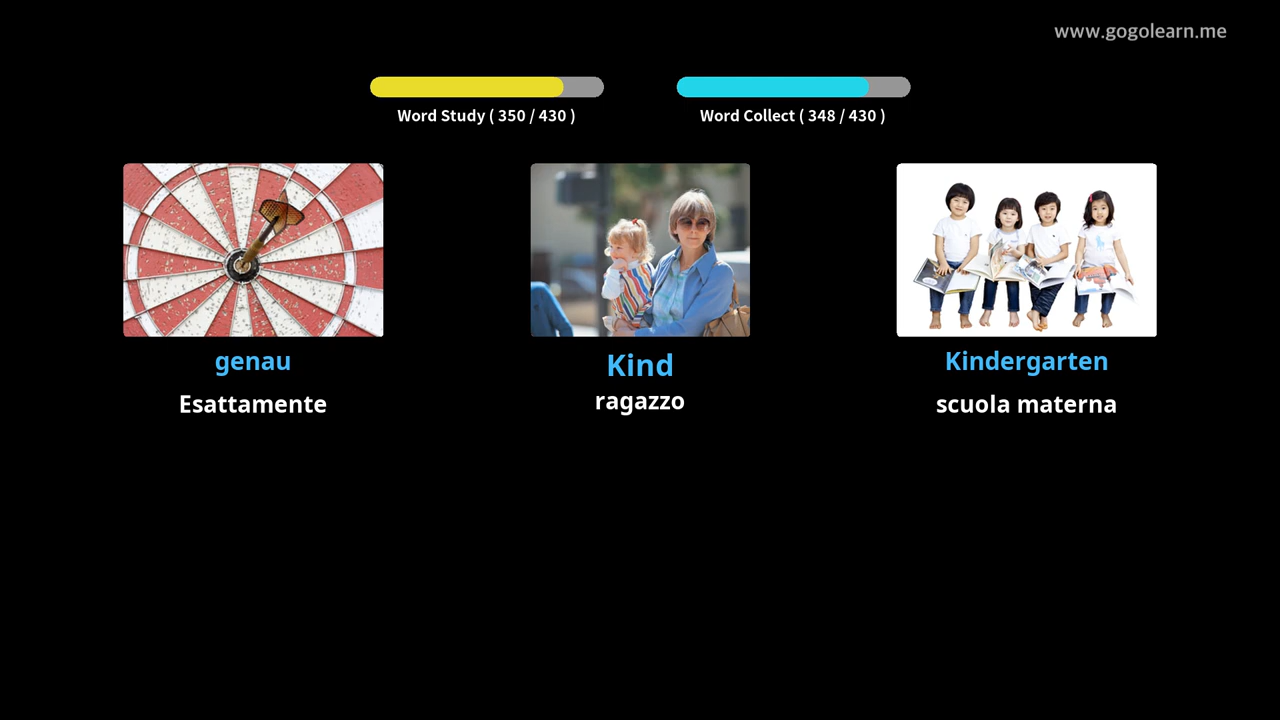 www.gogolearn.me
Word Study ( 350 / 430 )
Word Collect ( 348 / 430 )
genau
Esattamente
Kind
ragazzo
Kindergarten
scuola materna